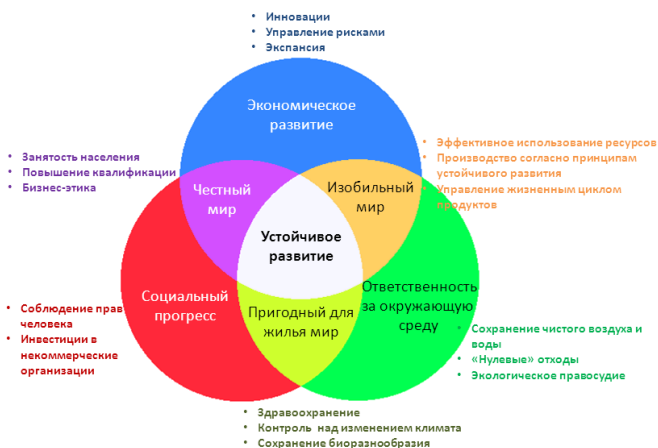 • Инновации
• Управление рисками
• Экспансия
Экономическое
развитие
• Занятость населения
• Повышение квалификации
• Бизнес-этика
• Эффективное использование ресурсов
• Производство согласно принципам
устойчивого развития
• Управление жизненным циклом
продуктов
Честный
мир
Изобильный
мир
Устойчивое
развитие
Социальный
прогресс
Пригодный для
жилья мир
Ответственность
за окружающую
среду
• Соблюдение прав
человека
• Инвестиции в
некоммерческие
организации
• Сохранение чистого воздуха и
воды
• «Нулевые» отходы
• Экологическое правосудие
• Здравоохранение
• Контроль над изменением климата
• Сохранение биоразнообразия